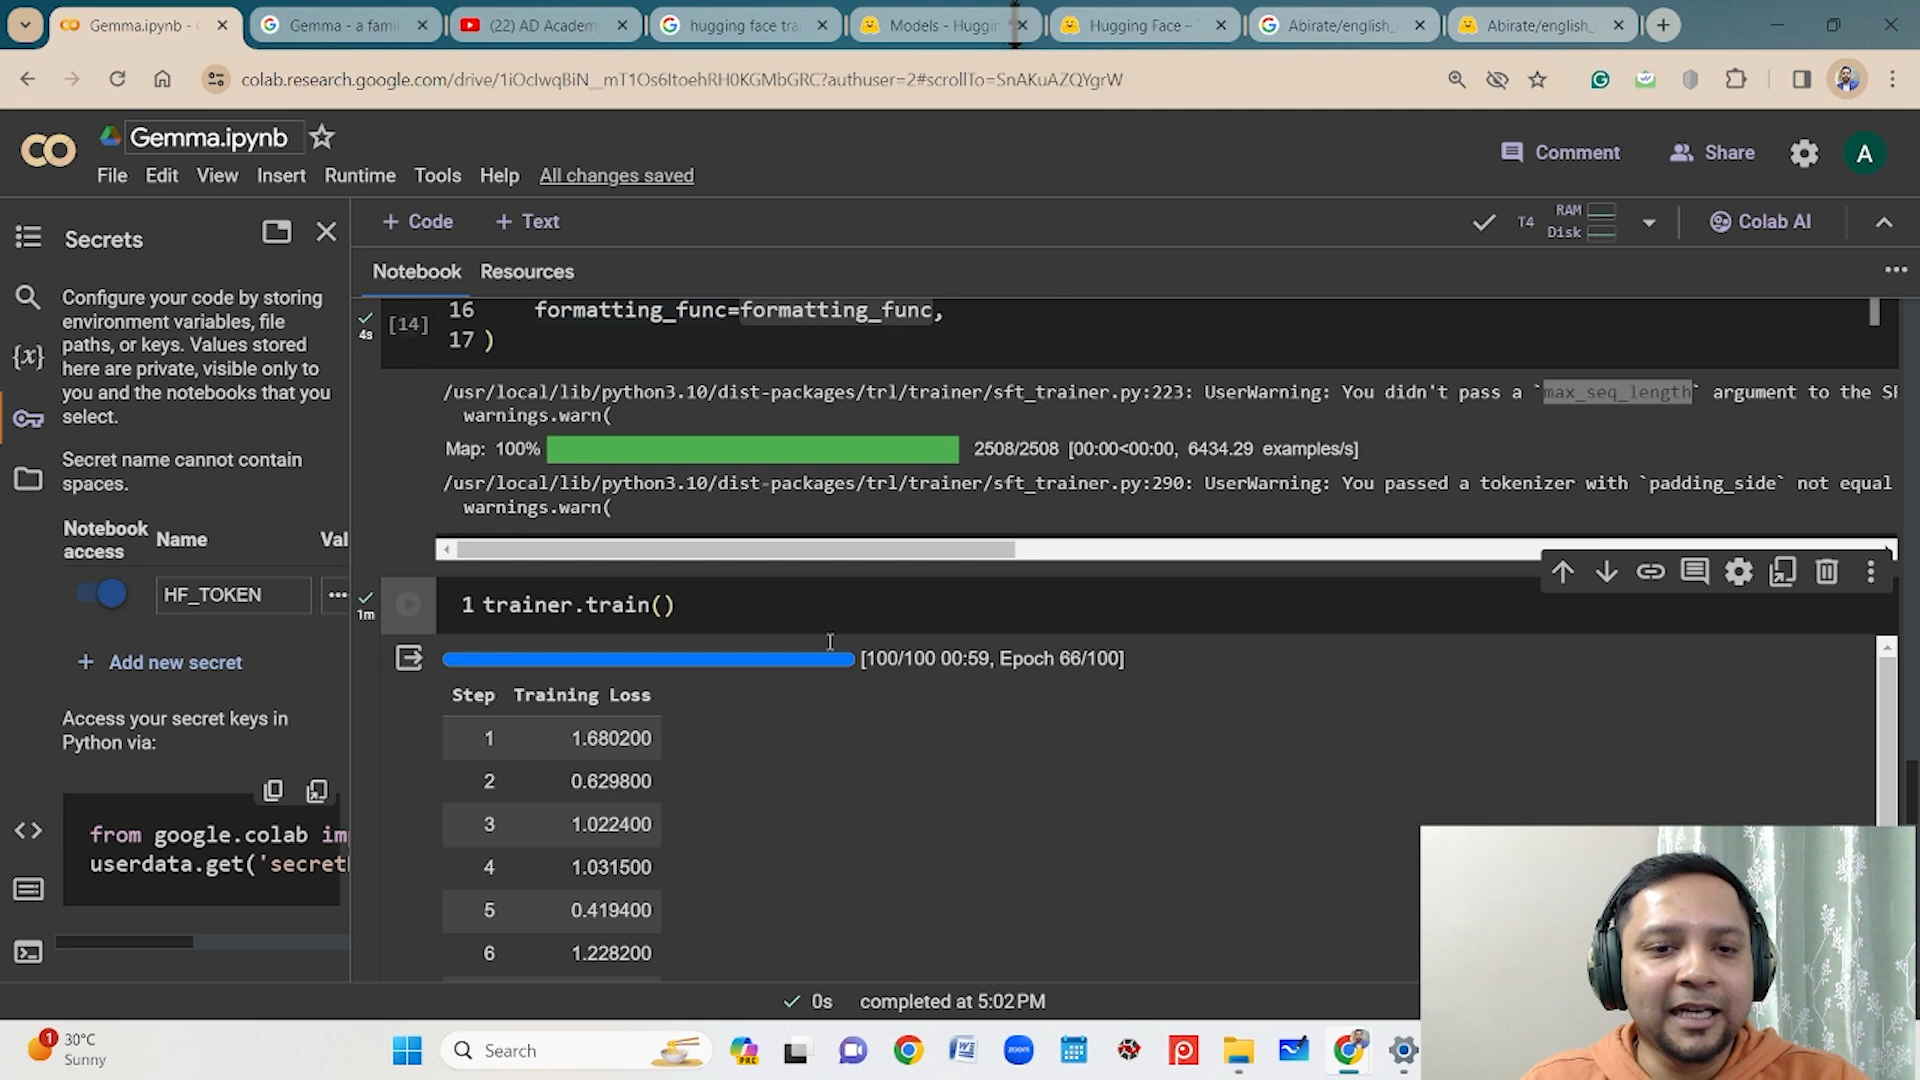 Gemma.ipynb - C
Gemma - a famil
(22) AD Academy
hugging face tra
Models - Huggin
Hugging Face –
Abirate/english_
Abirate/english_
colab.research.google.com/drive/1iOcIwqBiN__mT1Os6ItoehRH0KGMbGRC?authuser=2#scrollTo=SnAKuAZQYgrW
Gemma.ipynb
Comment
Share
A
File Edit View Insert Runtime Tools Help All changes saved
Secrets
+ Code + Text
T4
RAM
Disk
Colab AI
Notebook Resources
Configure your code by storing
environment variables, file
paths, or keys. Values stored
here are private, visible only to
you and the notebooks that you
select.
Secret name cannot contain
spaces.
Notebook
access
Name
Val
HF_TOKEN
+ Add new secret
Access your secret keys in
Python via:
from google.colab im
userdata.get('secret
4s
[14]
16 formatting_func=formatting_func,
17 )
/usr/local/lib/python3.10/dist-packages/trl/trainer/sft_trainer.py:223: UserWarning: You didn't pass a `max_seq_length` argument to the SF
warnings.warn(
Map: 100% 2508/2508 [00:00<00:00, 6434.29 examples/s]
/usr/local/lib/python3.10/dist-packages/trl/trainer/sft_trainer.py:290: UserWarning: You passed a tokenizer with `padding_side` not equal
warnings.warn(
1m
1 trainer.train()
[100/100 00:59, Epoch 66/100]
Step Training Loss
1 1.680200
2 0.629800
3 1.022400
4 1.031500
5 0.419400
6 1.228200
0s completed at 5:02 PM
1
30°C
Sunny
Search
PRE
zoom